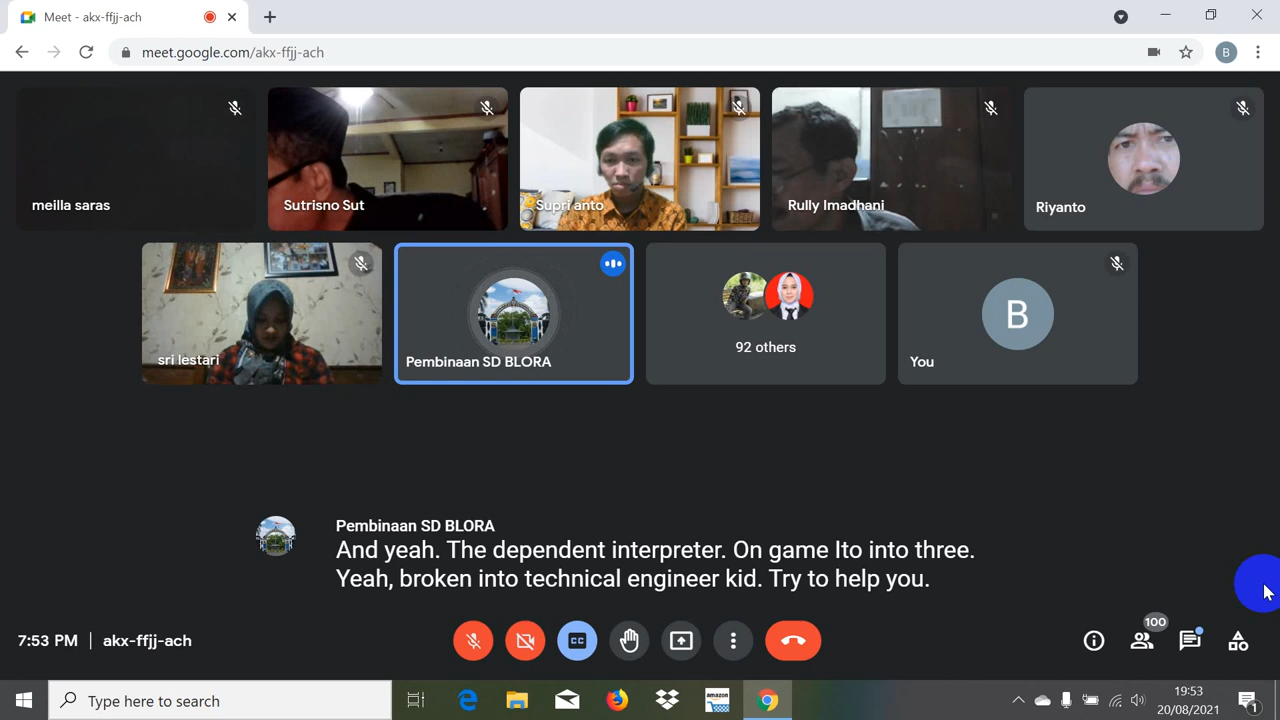 Meet - akx-ffjj-ach
meet.google.com/akx-ffjj-ach
B
meilla saras
Sutrisno Sut
Supri anto
Rully Imadhani
Riyanto
sri lestari
Pembinaan SD BLORA
92 others
B
You
Pembinaan SD BLORA
And yeah. The dependent interpreter. On game Ito into three.
Yeah, broken into technical engineer kid. Try to help you.
7:53 PM | akx-ffjj-ach
CC
100
Type here to search
amazon
19:53
20/08/2021
1